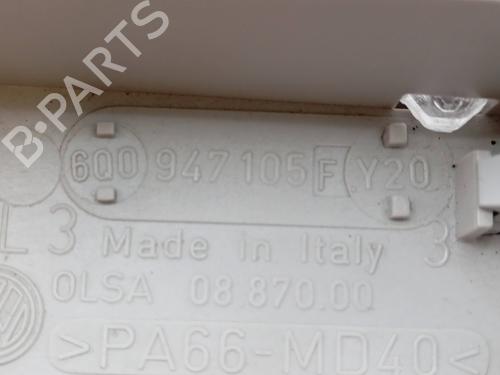 B-PARTS
6Q0 947 105 F Y20
L 3 Made in Italy 3
OLSA 08.870.00
>PA66-MD40<